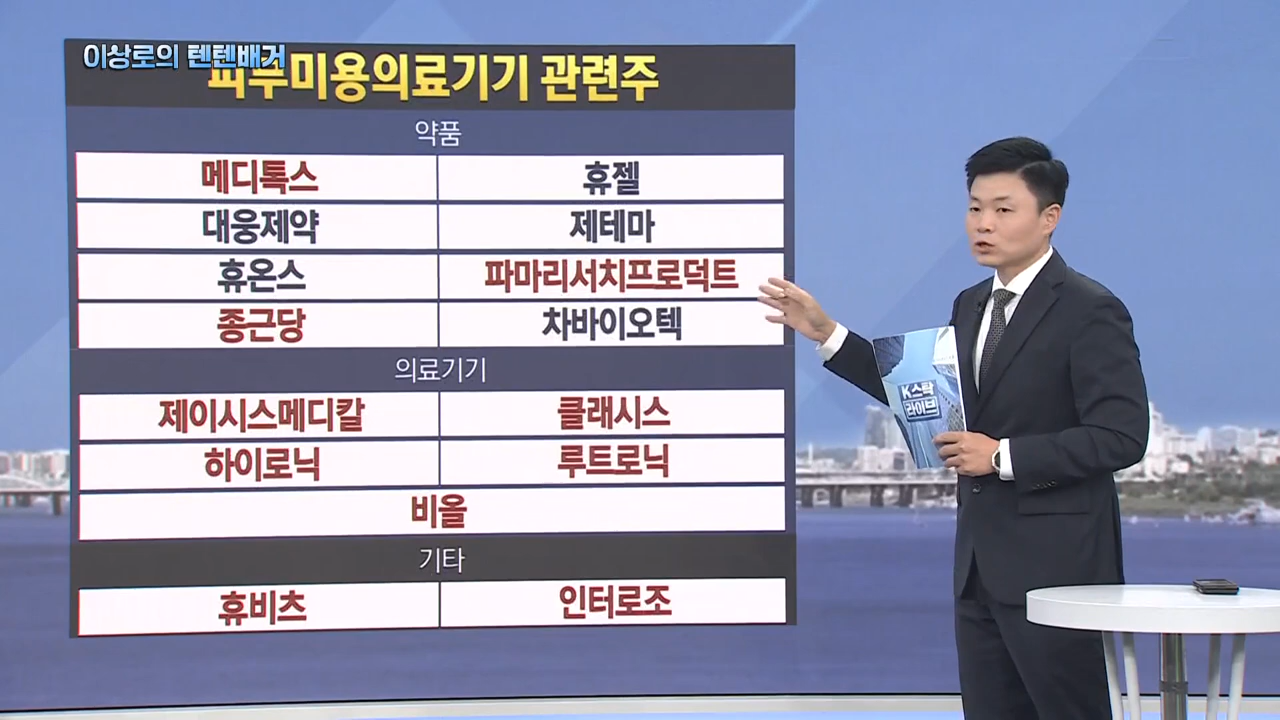 이상로의 텐텐배거
피부미용의료기기 관련주
약품
메디톡스 휴젤
대웅제약 제테마
휴온스 파마리서치프로덕트
종근당 차바이오텍
의료기기
제이시스메디칼 클래시스
하이로닉 루트로닉
비올
기타
휴비츠 인터로조
K스탁
라이브